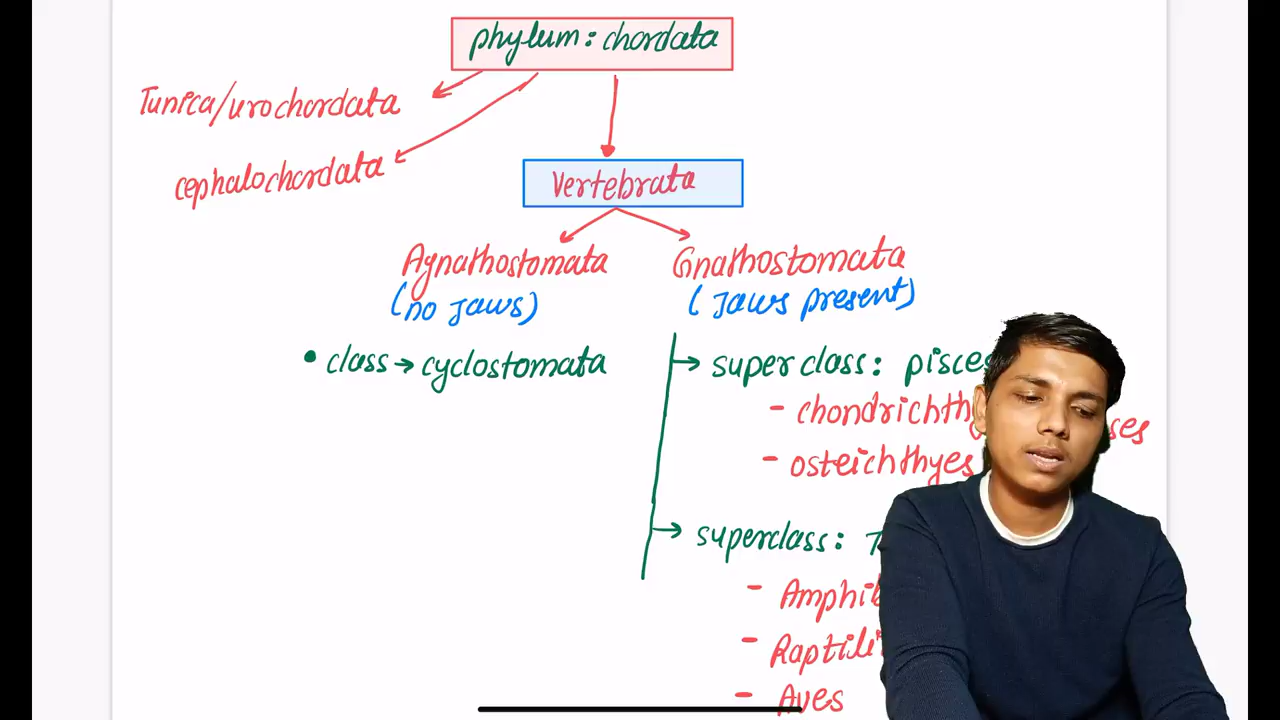 phylum: chordata
Tunica/urochordata
cephalochordata
Vertebrata
Agnathostomata
Gnathostomata
(no Jaws)
(Jaws present)
• class → cyclostomata
→ super class: pisces
- osteichthyes
→ superclass:
- Aves